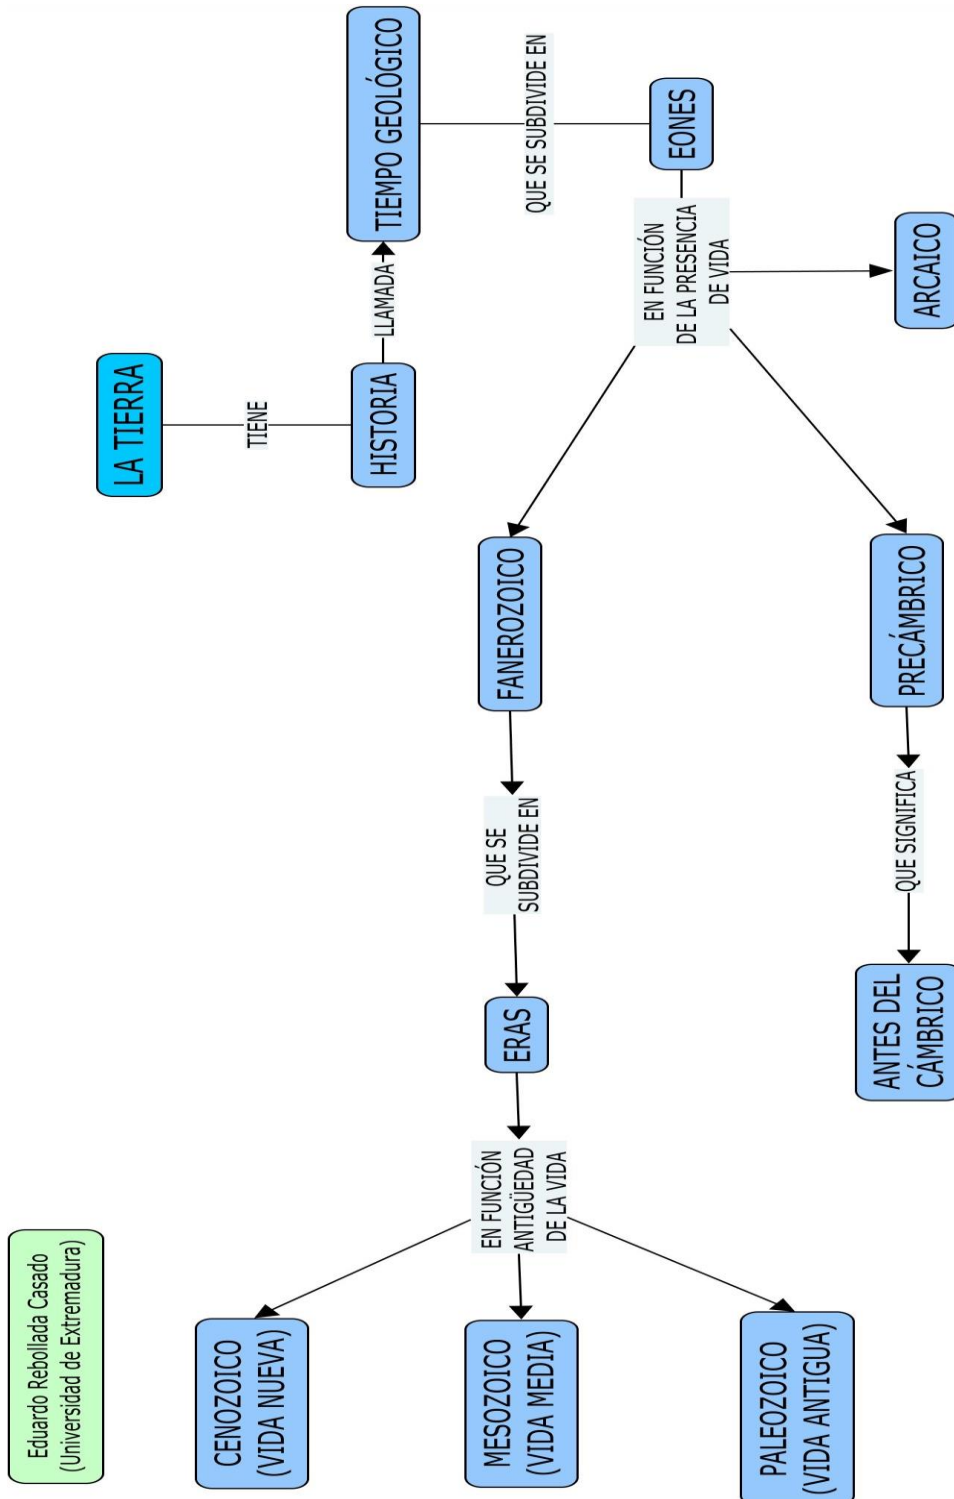 Eduardo Rebollada Casado
(Universidad de Extremadura)
LA TIERRA
TIENE
HISTORIA
LLAMADA
TIEMPO GEOLÓGICO
QUE SE SUBDIVIDE EN
EONES
EN FUNCIÓN
DE LA PRESENCIA
DE VIDA
FANEROZOICO
PRECÁMBRICO
ARCAICO
QUE SE
SUBDIVIDE EN
ERAS
EN FUNCIÓN
ANTIGÜEDAD
DE LA VIDA
CENOZOICO
(VIDA NUEVA)
MESOZOICO
(VIDA MEDIA)
PALEOZOICO
(VIDA ANTIGUA)
QUE SIGNIFICA
ANTES DEL
CÁMBRICO